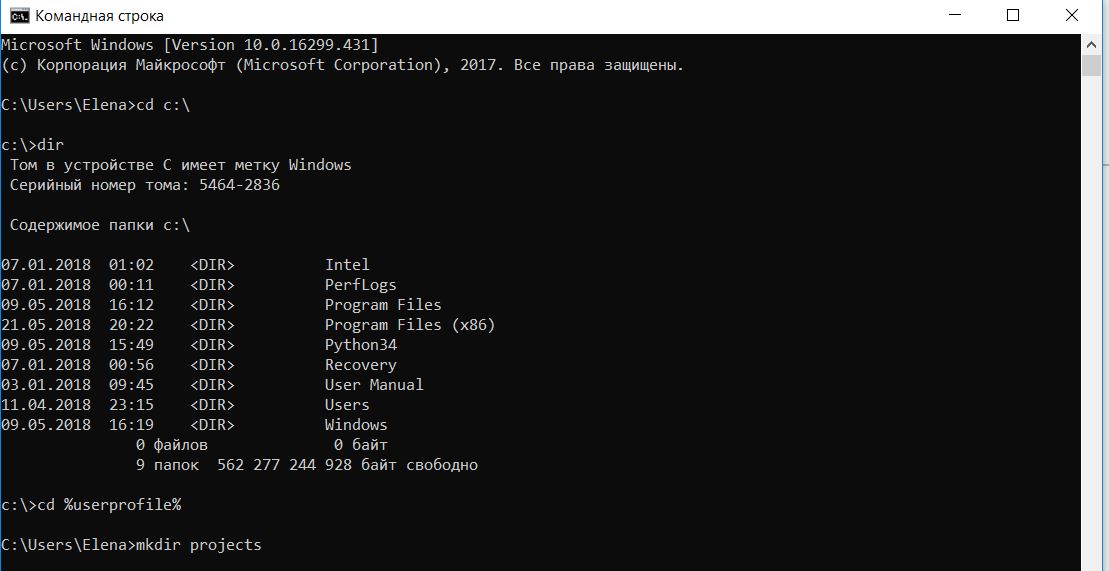 Командная строка
Microsoft Windows [Version 10.0.16299.431]
(c) Корпорация Майкрософт (Microsoft Corporation), 2017. Все права защищены.
C:\Users\Elena>cd c:\
c:\>dir
Том в устройстве C имеет метку Windows
Серийный номер тома: 5464-2836
Содержимое папки c:\
07.01.2018  01:02    <DIR>          Intel
07.01.2018  00:11    <DIR>          PerfLogs
09.05.2018  16:12    <DIR>          Program Files
21.05.2018  20:22    <DIR>          Program Files (x86)
09.05.2018  15:49    <DIR>          Python34
07.01.2018  00:56    <DIR>          Recovery
03.01.2018  09:45    <DIR>          User Manual
11.04.2018  23:15    <DIR>          Users
09.05.2018  16:19    <DIR>          Windows
0 файлов              0 байт
9 папок  562 277 244 928 байт свободно
c:\>cd %userprofile%
C:\Users\Elena>mkdir projects